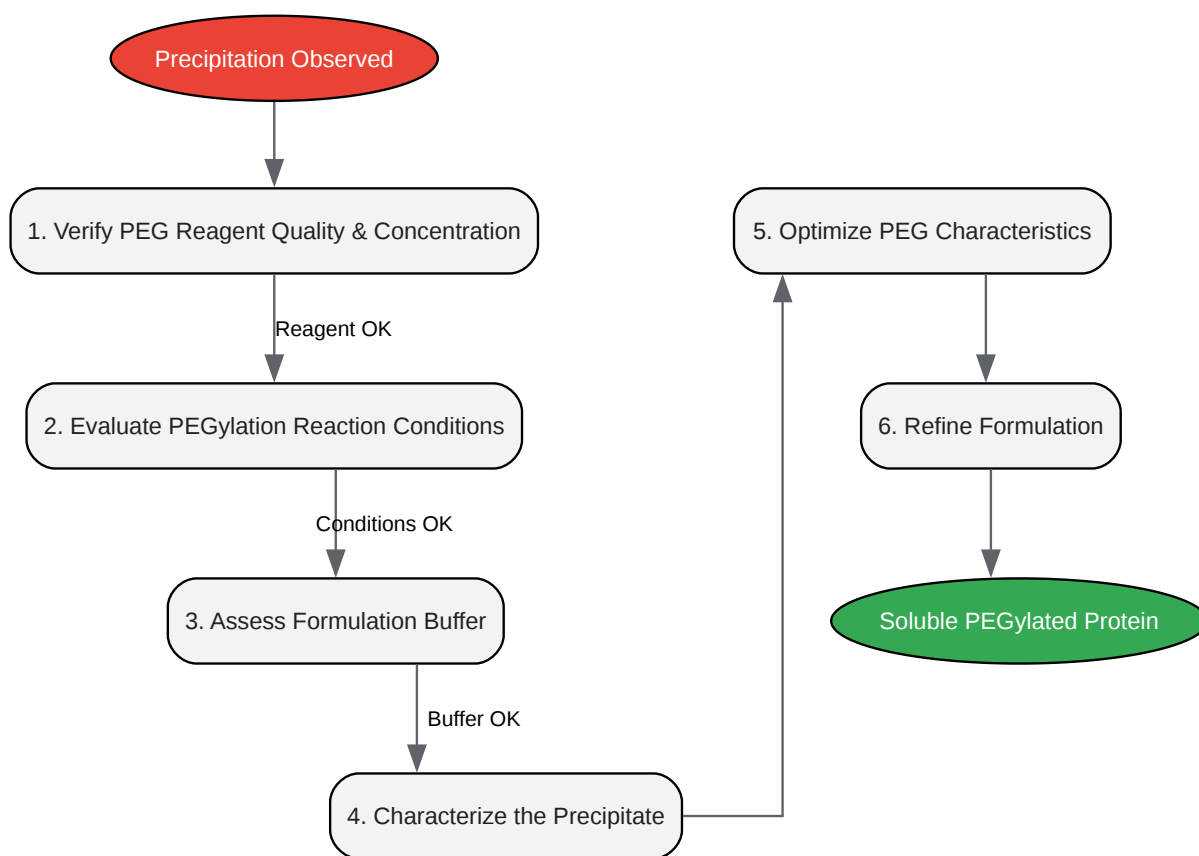 Precipitation Observed
1. Verify PEG Reagent Quality & Concentration
Reagent OK
2. Evaluate PEGylation Reaction Conditions
Conditions OK
3. Assess Formulation Buffer
Buffer OK
4. Characterize the Precipitate
5. Optimize PEG Characteristics
6. Refine Formulation
Soluble PEGylated Protein